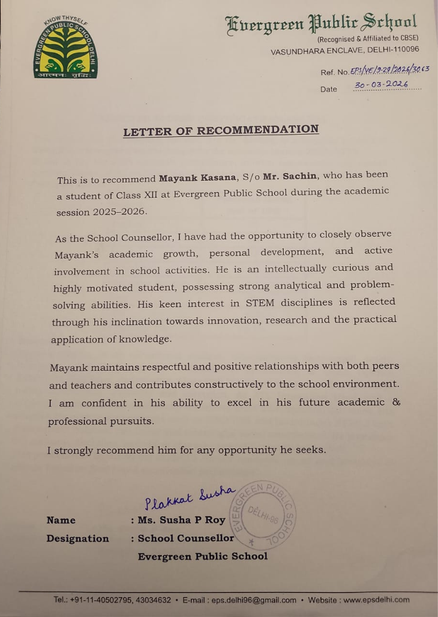 KNOW THYSELF
EVERGREEN PUBLIC SCHOOL DELHI
Evergreen Public School
(Recognised & Affiliated to CBSE)
VASUNDHARA ENCLAVE, DELHI-110096
Ref. No.
Date 30-03-2026
LETTER OF RECOMMENDATION
This is to recommend Mayank Kasana, S/o Mr. Sachin, who has been
a student of Class XII at Evergreen Public School during the academic
session 2025–2026.
As the School Counsellor, I have had the opportunity to closely observe
Mayank's academic growth, personal development, and active
involvement in school activities. He is an intellectually curious and
highly motivated student, possessing strong analytical and problem-
solving abilities. His keen interest in STEM disciplines is reflected
through his inclination towards innovation, research and the practical
application of knowledge.
Mayank maintains respectful and positive relationships with both peers
and teachers and contributes constructively to the school environment.
I am confident in his ability to excel in his future academic &
professional pursuits.
I strongly recommend him for any opportunity he seeks.
Plakkat Susha
EVERGREEN PUBLIC SCHOOL
DELHI-96
Name : Ms. Susha P Roy
Designation : School Counsellor
Evergreen Public School
Tel.: +91-11-40502795, 43034632 • E-mail : eps.delhi96@gmail.com • Website : www.epsdelhi.com